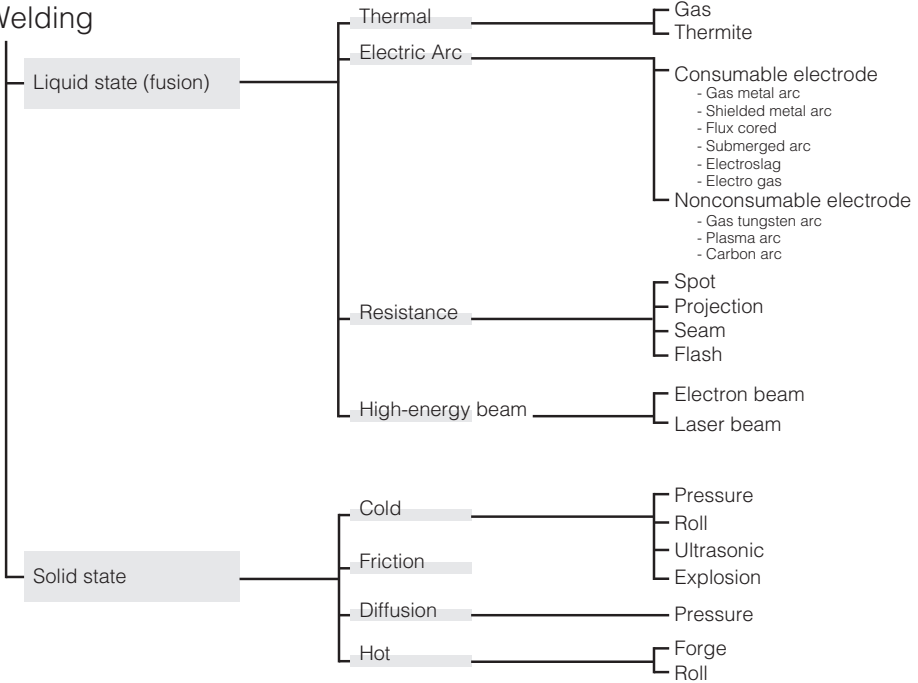 Welding
Liquid state (fusion)
Thermal
Gas
Thermite
Electric Arc
Consumable electrode
- Gas metal arc
- Shielded metal arc
- Flux cored
- Submerged arc
- Electroslag
- Electro gas
Nonconsumable electrode
- Gas tungsten arc
- Plasma arc
- Carbon arc
Resistance
Spot
Projection
Seam
Flash
High-energy beam
Electron beam
Laser beam
Solid state
Cold
Pressure
Roll
Ultrasonic
Explosion
Friction
Diffusion
Pressure
Hot
Forge
Roll